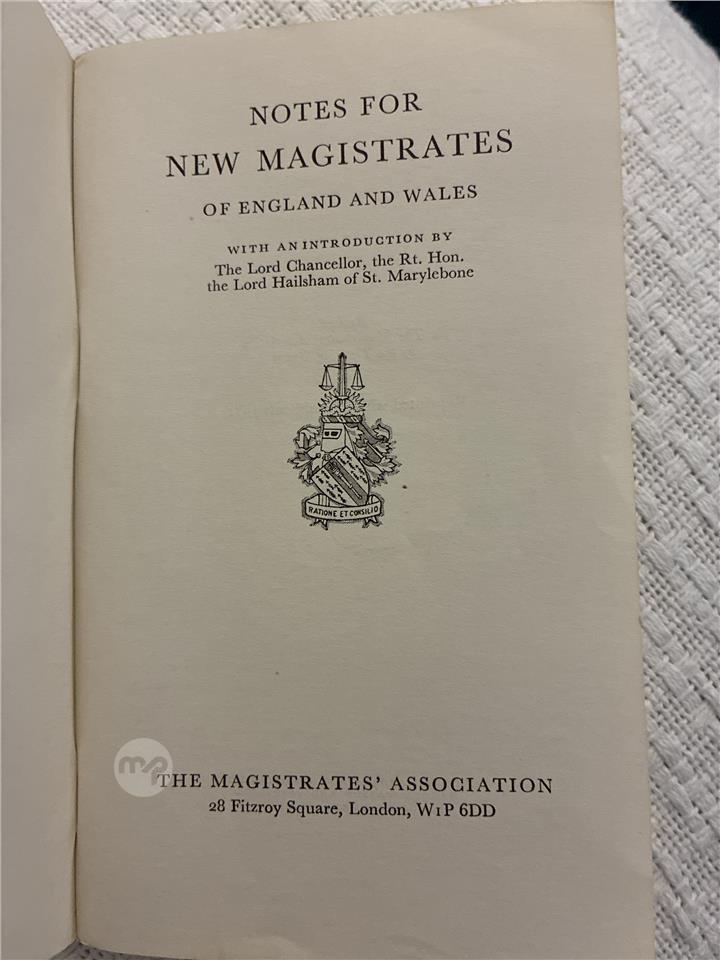 NOTES FOR
NEW MAGISTRATES
OF ENGLAND AND WALES
WITH AN INTRODUCTION BY
The Lord Chancellor, the Rt. Hon.
the Lord Hailsham of St. Marylebone
RATIONE ET CONSILIO
mp
THE MAGISTRATES' ASSOCIATION
28 Fitzroy Square, London, W1P 6DD